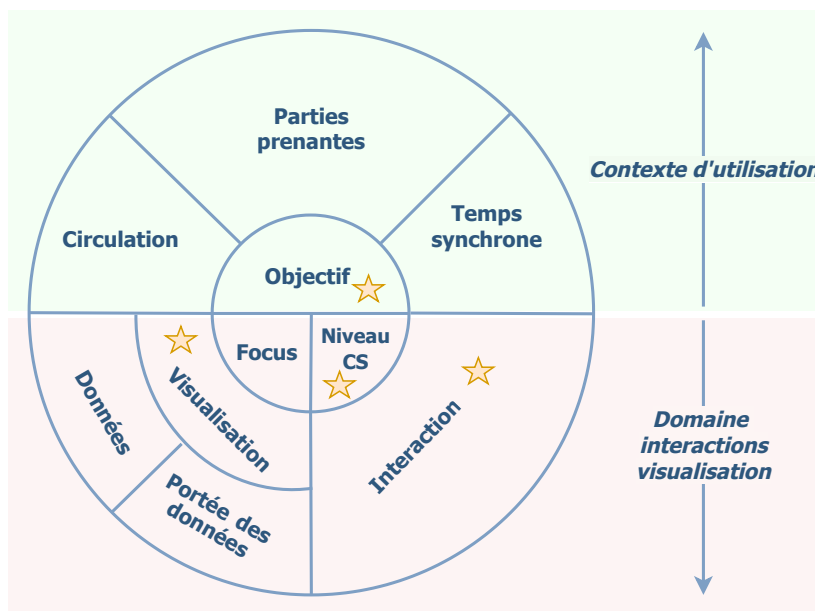 Parties
prenantes
Contexte d'utilisation
Circulation
Temps
synchrone
Objectif
Focus
Niveau
CS
Visualisation
Données
Interaction
Portée des
données
Domaine
interactions
visualisation